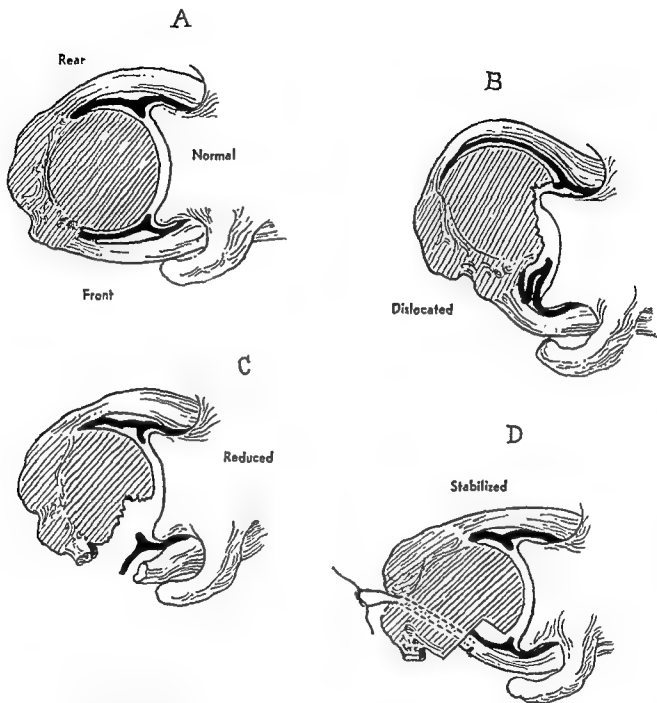 A
Rear
Normal
Front
B
Dislocated
C
Reduced
D
Stabilized